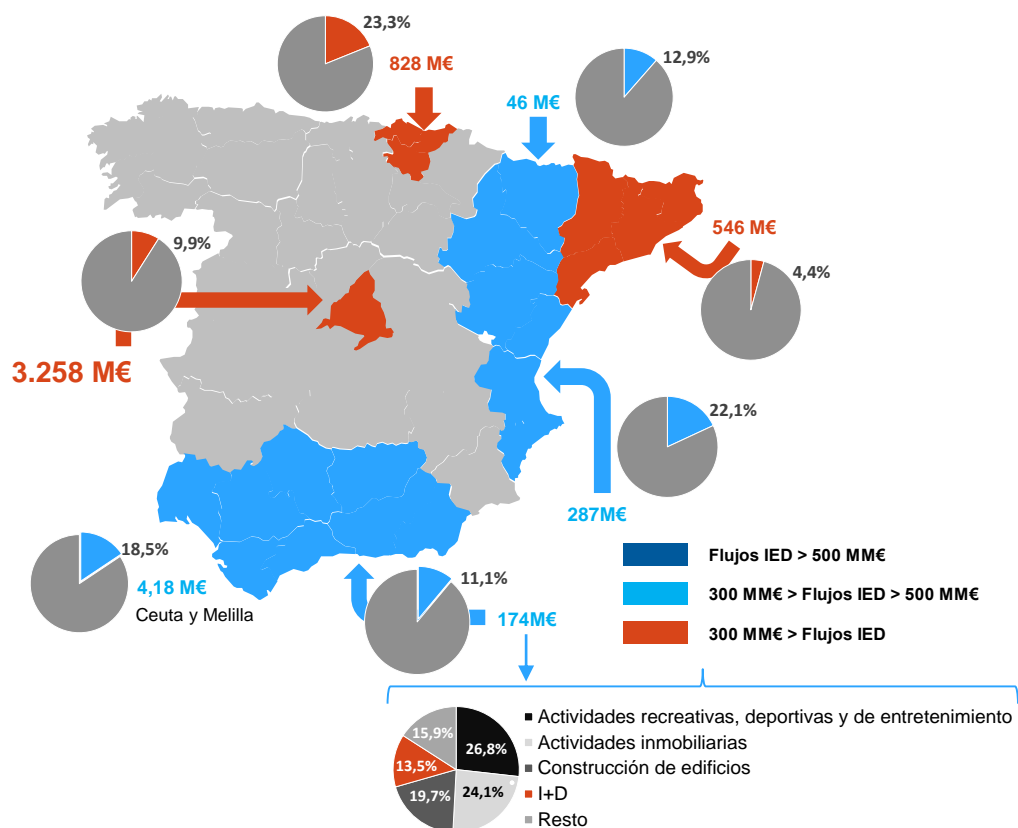 23,3%
828 M€
12,9%
46 M€
546 M€
4,4%
9,9%
3.258 M€
22,1%
287M€
18,5%
4,18 M€
Ceuta y Melilla
11,1%
174M€
Flujos IED > 500 MM€
300 MM€ > Flujos IED > 500 MM€
300 MM€ > Flujos IED
15,9%
26,8%
13,5%
19,7%
24,1%
Actividades recreativas, deportivas y de entretenimiento
Actividades inmobiliarias
Construcción de edificios
I+D
Resto